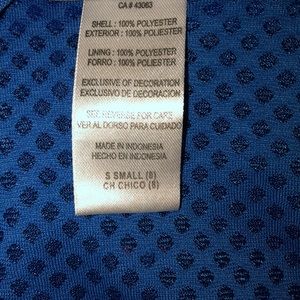 CA # 43063
SHELL : 100% POLYESTER
EXTERIOR : 100% POLIESTER
LINING : 100% POLYESTER
FORRO : 100% POLIESTER
EXCLUSIVE OF DECORATION
EXCLUSIVO DE DECORACION
SEE REVERSE FOR CARE
VER AL DORSO PARA CUIDADO
MADE IN INDONESIA
HECHO EN INDONESIA
S SMALL (8)
CH CHICO (8)